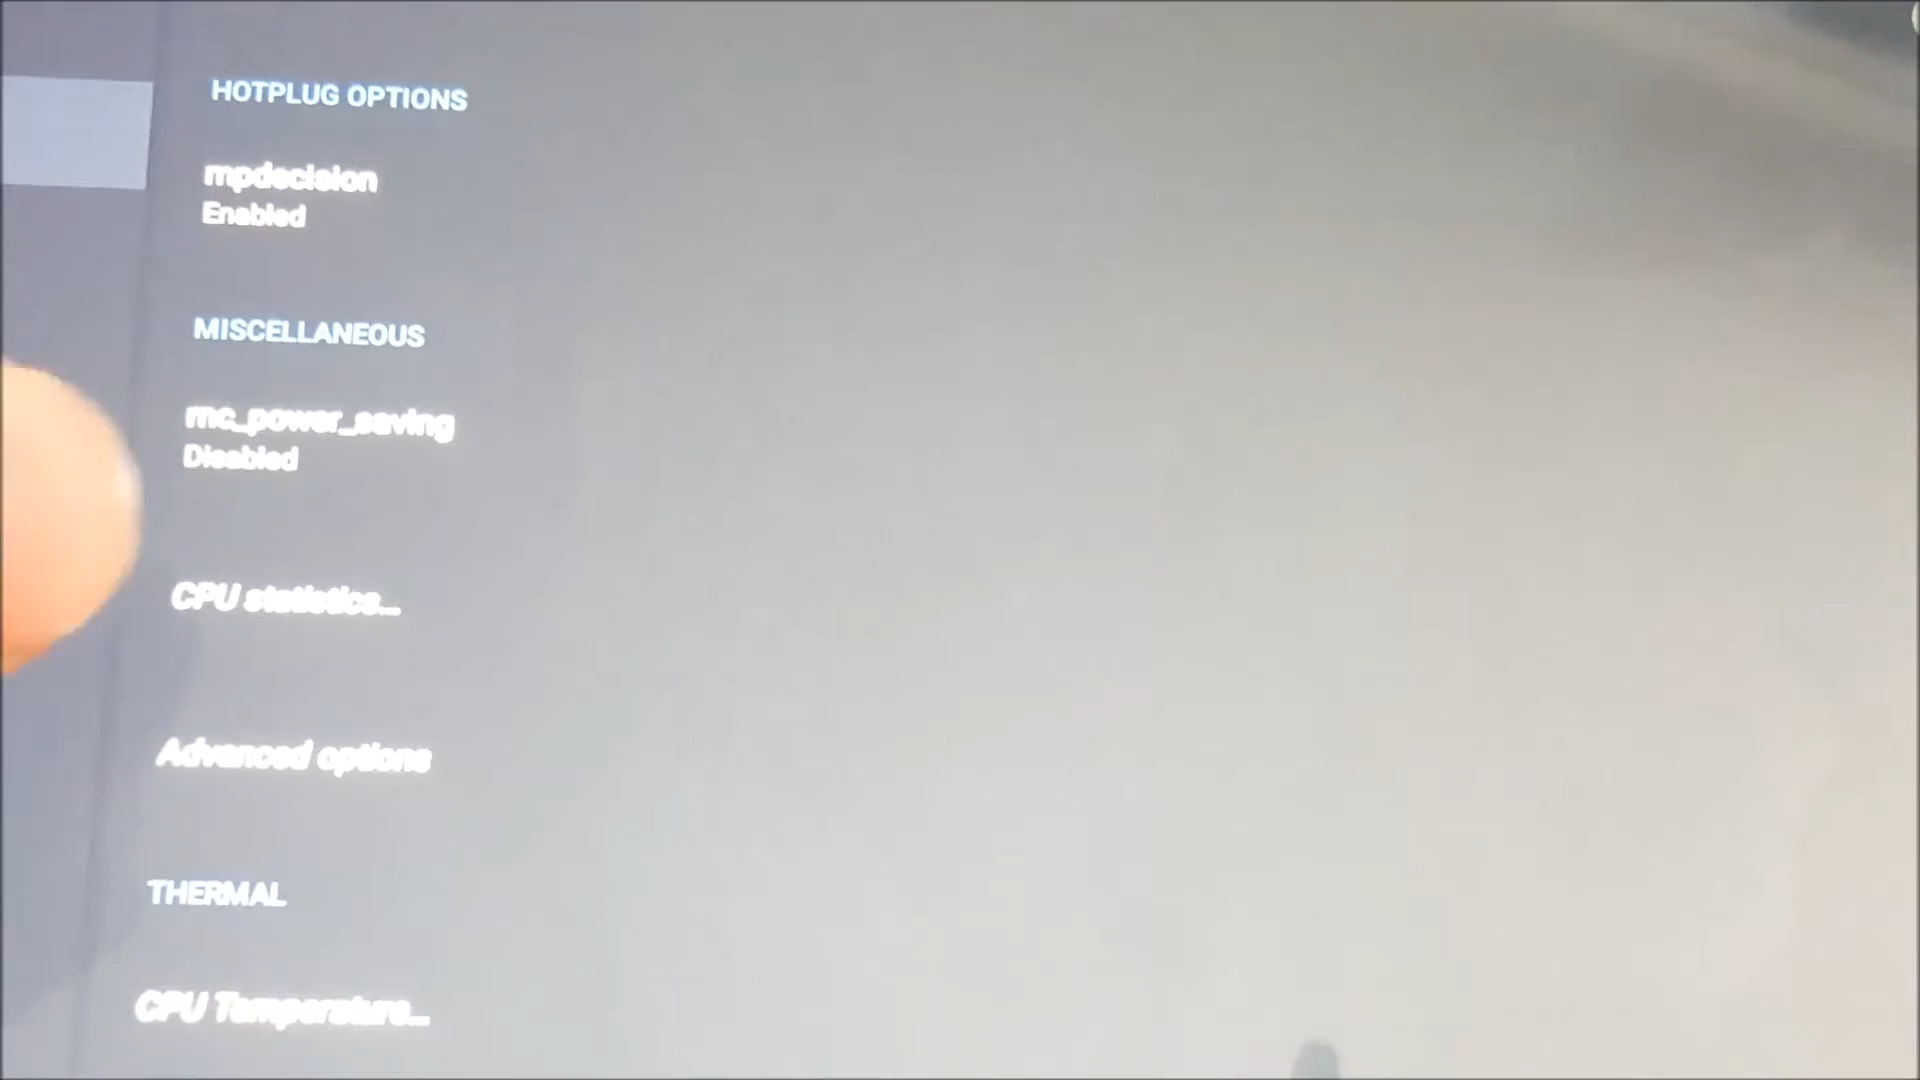 HOTPLUG OPTIONS
mpdecision
Enabled
MISCELLANEOUS
mc_power_saving
Disabled
CPU statistics...
Advanced options
THERMAL
CPU Temperature...